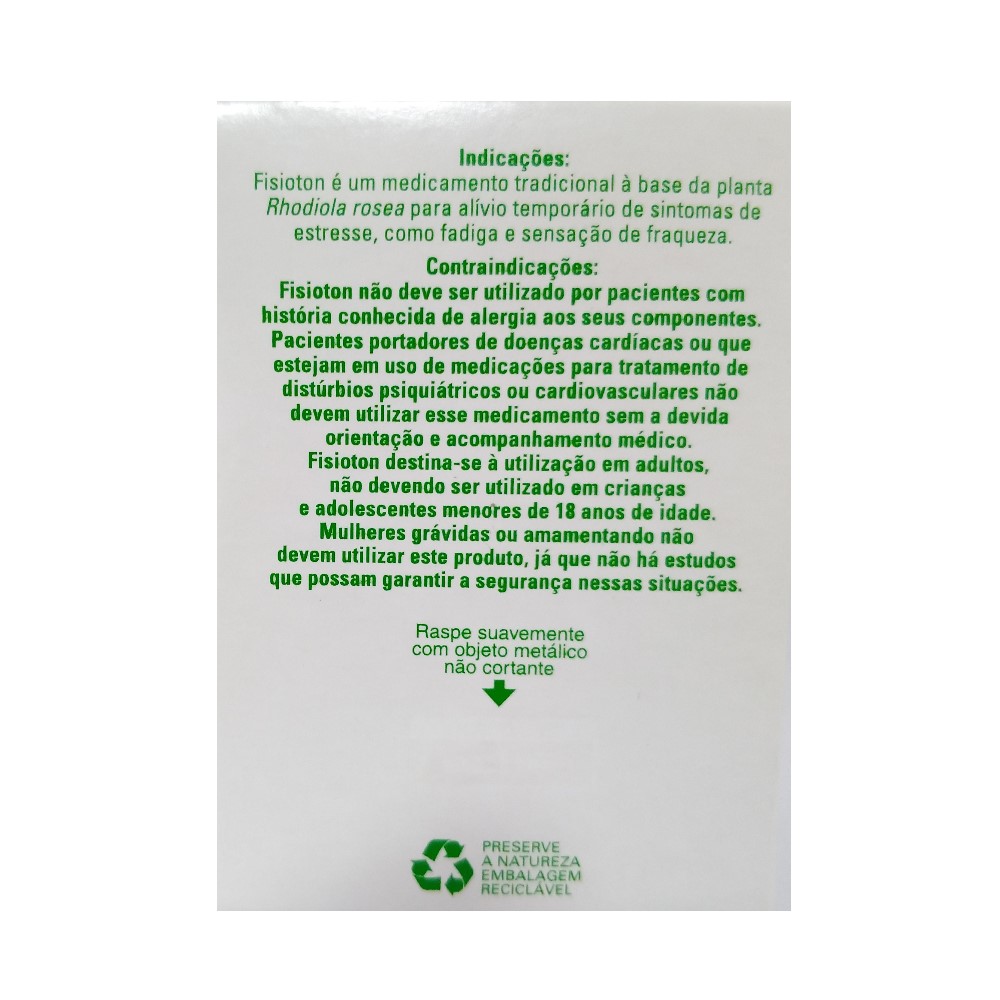 Indicações:
Fisioton é um medicamento tradicional à base da planta
Rhodiola rosea para alívio temporário de sintomas de
estresse, como fadiga e sensação de fraqueza.
Contraindicações:
Fisioton não deve ser utilizado por pacientes com
história conhecida de alergia aos seus componentes.
Pacientes portadores de doenças cardíacas ou que
estejam em uso de medicações para tratamento de
distúrbios psiquiátricos ou cardiovasculares não
devem utilizar esse medicamento sem a devida
orientação e acompanhamento médico.
Fisioton destina-se à utilização em adultos,
não devendo ser utilizado em crianças
e adolescentes menores de 18 anos de idade.
Mulheres grávidas ou amamentando não
devem utilizar este produto, já que não há estudos
que possam garantir a segurança nessas situações.
Raspe suavemente
com objeto metálico
não cortante
PRESERVE
A NATUREZA
EMBALAGEM
RECICLÁVEL